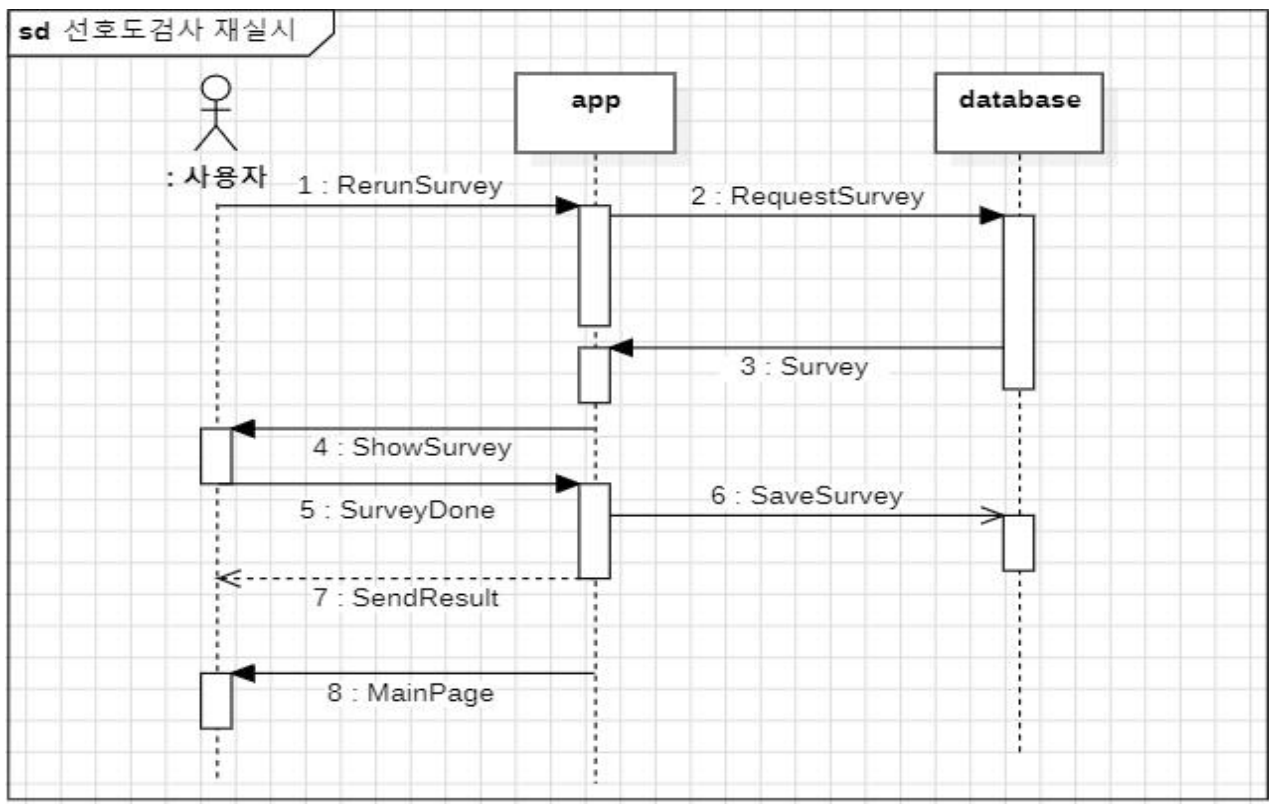 sd 선호도검사 재실시
app
database
: 사용자
1 : RerunSurvey
2 : RequestSurvey
3 : Survey
4 : ShowSurvey
5 : SurveyDone
6 : SaveSurvey
7 : SendResult
8 : MainPage